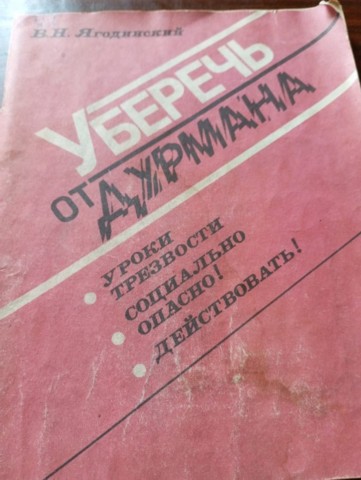 В.Н. Ягодинский
УБЕРЕЧЬ
ОТ ДУРМАНА
УРОКИ
ТРЕЗВОСТИ
СОЦИАЛЬНО
ОПАСНО!
ДЕЙСТВОВАТЬ!